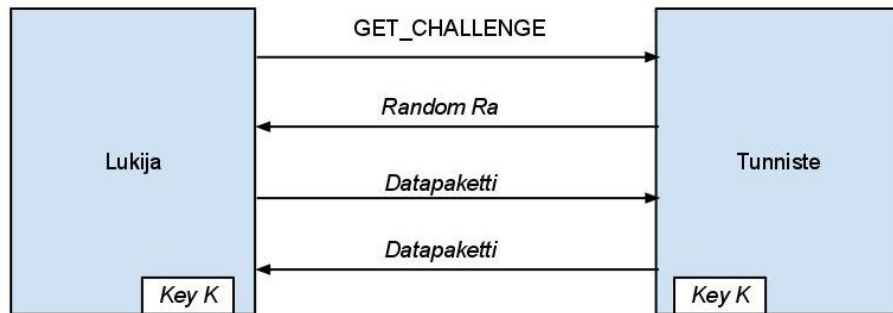 GET_CHALLENGE
Random Ra
Lukija
Tunniste
Datapaketti
Datapaketti
Key K
Key K